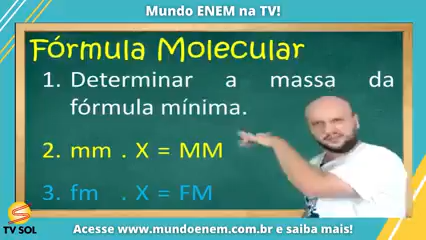 Mundo ENEM na TV!
Fórmula Molecular
1. Determinar a massa da
fórmula mínima.
2. mm . X = MM
3. fm . X = FM
TV SOL
Acesse www.mundoenem.com.br e saiba mais!